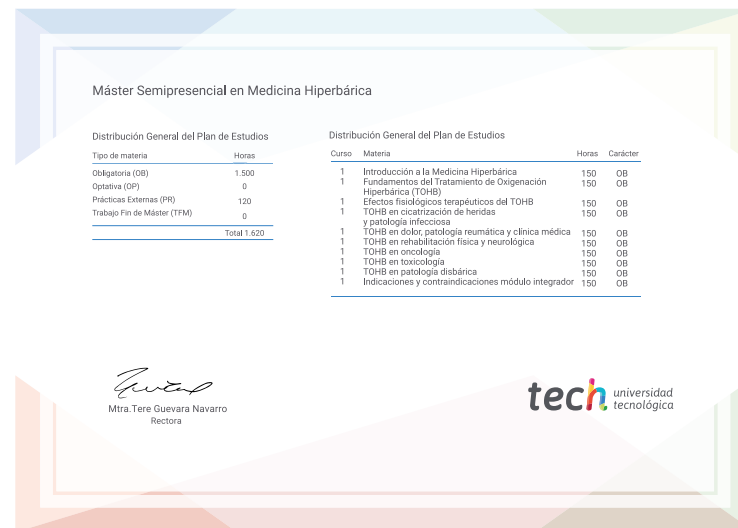 Máster Semipresencial en Medicina Hiperbárica
Distribución General del Plan de Estudios
Tipo de materia Horas
Obligatoria (OB) 1.500
Optativa (OP) 0
Prácticas Externas (PR) 120
Trabajo Fin de Máster (TFM) 0
Total 1.620
Distribución General del Plan de Estudios
Curso Materia Horas Carácter
1 Introducción a la Medicina Hiperbárica 150 OB
1 Fundamentos del Tratamiento de Oxigenación 150 OB
Hiperbárica (TOHB)
1 Efectos fisiológicos terapéuticos del TOHB 150 OB
1 TOHB en cicatrización de heridas 150 OB
y patología infecciosa
1 TOHB en dolor, patología reumática y clínica médica 150 OB
1 TOHB en rehabilitación física y neurológica 150 OB
1 TOHB en oncología 150 OB
1 TOHB en toxicología 150 OB
1 TOHB en patología disbárica 150 OB
1 Indicaciones y contraindicaciones módulo integrador 150 OB
Mtra.Tere Guevara Navarro
Rectora
tech universidad
tecnológica